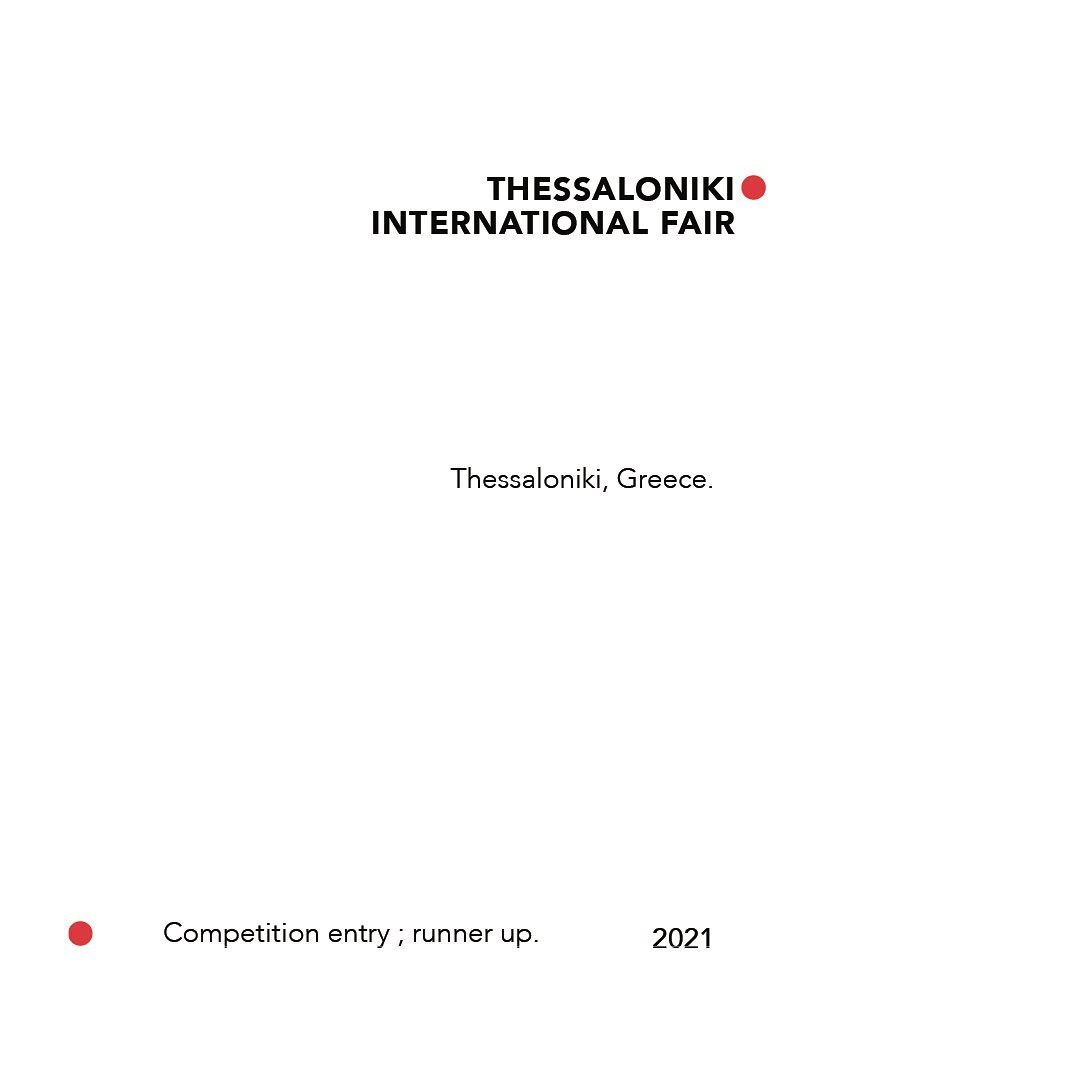 THESSALONIKI
INTERNATIONAL FAIR
Thessaloniki, Greece.
Competition entry ; runner up.
2021